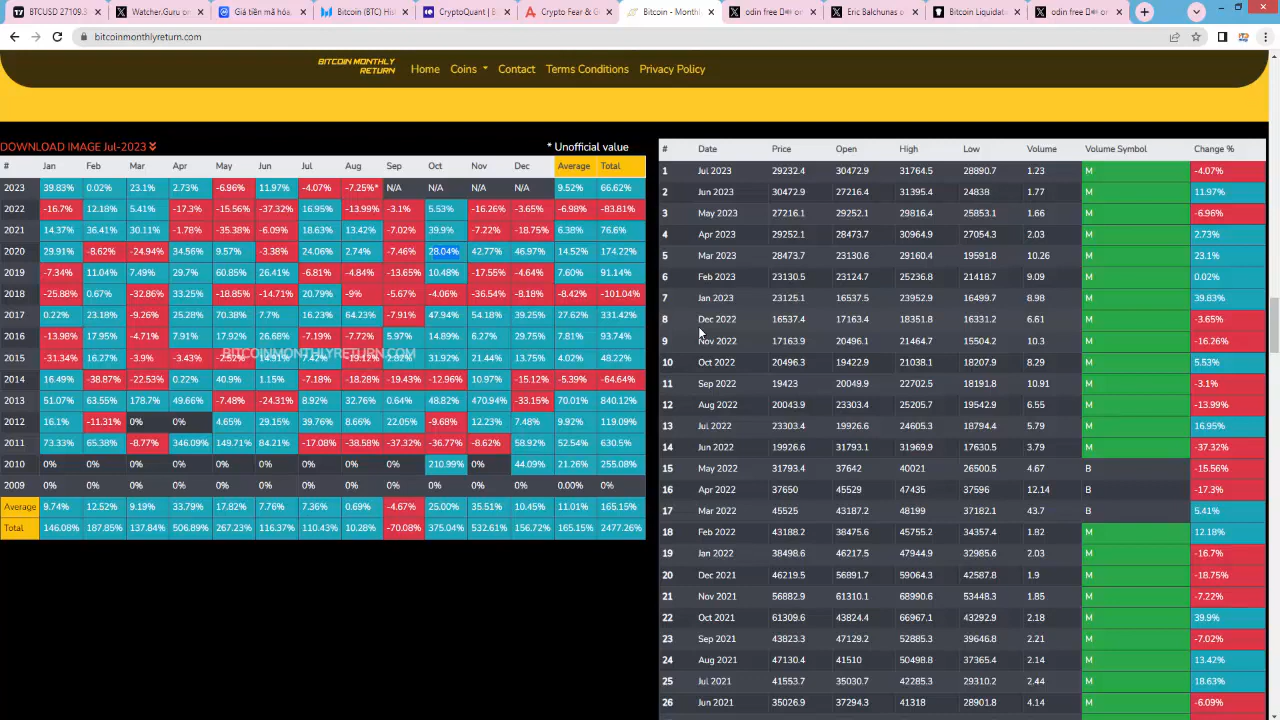 BTCUSD 27109.5
Watcher.Guru on
Giá tiền mã hóa,
Bitcoin (BTC) Hist
CryptoQuant | E
Crypto Fear & G
Bitcoin - Monthl
odin free on
Eric Balchunas o
Bitcoin Liquidat
odin free on
bitcoinmonthlyreturn.com
BITCOIN MONTHLY
RETURN
Home Coins Contact Terms Conditions Privacy Policy
DOWNLOAD IMAGE Jul-2023 * Unofficial value
# Jan Feb Mar Apr May Jun Jul Aug Sep Oct Nov Dec Average Total
2023 39.83% 0.02% 23.1% 2.73% -6.96% 11.97% -4.07% -7.25%* N/A N/A N/A N/A 9.52% 66.62%
2022 -16.7% 12.18% 5.41% -17.3% -15.56% -37.32% 16.95% -13.99% -3.1% 5.53% -16.26% -3.65% -6.98% -83.81%
2021 14.37% 36.41% 30.11% -1.78% -35.38% -6.09% 18.63% 13.42% -7.02% 39.9% -7.22% -18.75% 6.38% 76.6%
2020 29.91% -8.62% -24.94% 34.56% 9.57% -3.38% 24.06% 2.74% -7.46% 28.04% 42.77% 46.97% 14.52% 174.22%
2019 -7.34% 11.04% 7.49% 29.7% 60.85% 26.41% -6.81% -4.84% -13.65% 10.48% -17.55% -4.64% 7.60% 91.14%
2018 -25.88% 0.67% -32.86% 33.25% -18.85% -14.71% 20.79% -9% -5.67% -4.06% -36.54% -8.18% -8.42% -101.04%
2017 0.22% 23.18% -9.26% 25.28% 70.38% 7.7% 16.23% 64.23% -7.91% 47.94% 54.18% 39.25% 27.62% 331.42%
2016 -13.98% 17.95% -4.71% 7.91% 17.92% 26.68% -7.19% -7.72% 5.97% 14.89% 6.27% 29.75% 7.81% 93.74%
BITCOINMONTHLYRETURN.COM
2015 -31.34% 16.27% -3.9% -3.43% 31.92% 21.44% 13.75% 4.02% 48.22%
2014 16.49% -38.87% -22.53% 0.22% 40.9% 1.15% -7.18% -18.28% -19.43% -12.96% 10.97% -15.12% -5.39% -64.64%
2013 51.07% 63.55% 178.7% 49.66% -7.48% -24.31% 8.92% 32.76% 0.64% 48.82% 470.94% -33.15% 70.01% 840.12%
2012 16.1% -11.31% 0% 0% 4.65% 29.15% 39.76% 8.66% 22.05% -9.68% 12.23% 7.48% 9.92% 119.09%
2011 73.33% 65.38% -8.77% 346.09% 149.71% 84.21% -17.08% -38.58% -37.32% -36.77% -8.62% 58.92% 52.54% 630.5%
2010 0% 0% 0% 0% 0% 0% 0% 0% 0% 210.99% 0% 44.09% 21.26% 255.08%
2009 0% 0% 0% 0% 0% 0% 0% 0% 0% 0% 0% 0% 0.00% 0%
Average 9.74% 12.52% 9.19% 33.79% 17.82% 7.76% 7.36% 0.69% -4.67% 25.00% 35.51% 10.45% 11.01% 165.15%
Total 146.08% 187.85% 137.84% 506.89% 267.23% 116.37% 110.43% 10.28% -70.08% 375.04% 532.61% 156.72% 165.15% 2477.26%
# Date Price Open High Low Volume Volume Symbol Change %
1 Jul 2023 29232.4 30472.9 31764.5 28890.7 1.23 M -4.07%
2 Jun 2023 30472.9 27216.4 31395.4 24838 1.77 M 11.97%
3 May 2023 27216.1 29252.1 29816.4 25853.1 1.66 M -6.96%
4 Apr 2023 29252.1 28473.7 30964.9 27054.3 2.03 M 2.73%
5 Mar 2023 28473.7 23130.6 29154.4 19591.8 10.26 M 23.1%
6 Feb 2023 23130.5 23124.7 25236.8 21418.7 9.09 M 0.02%
7 Jan 2023 23125.1 16537.5 23952.9 16499.7 8.98 M 39.83%
8 Dec 2022 16537.4 17163.4 18351.8 16331.2 6.61 M -3.65%
9 Nov 2022 17163.9 20496.1 21464.7 15504.2 10.3 M -16.26%
10 Oct 2022 20496.3 19422.9 21038.1 18207.9 8.29 M 5.53%
11 Sep 2022 19423 20049.9 22702.5 18191.8 10.91 M -3.1%
12 Aug 2022 20043.9 23303.4 25205.7 19542.9 6.55 M -13.99%
13 Jul 2022 23303.4 19926.6 24605.3 18794.4 5.79 M 16.95%
14 Jun 2022 19926.6 31793.1 31969.9 17630.5 3.79 M -37.32%
15 May 2022 31793.4 37642 40021 26500.5 4.67 B -15.56%
16 Apr 2022 37650 45529 47435 37596 12.14 B -17.3%
17 Mar 2022 45525 43187.2 48199 37182.1 43.7 B 5.41%
18 Feb 2022 43188.2 38475.6 45755.2 34357.4 1.82 M 12.18%
19 Jan 2022 38498.6 46217.5 47944.9 32985.6 2.03 M -16.7%
20 Dec 2021 46219.5 56891.7 59064.3 42587.8 1.9 M -18.75%
21 Nov 2021 56882.9 61310.1 68990.6 53448.3 1.85 M -7.22%
22 Oct 2021 61309.6 43824.4 66967.1 43292.9 2.18 M 39.9%
23 Sep 2021 43823.3 47129.2 52885.3 39646.8 2.21 M -7.02%
24 Aug 2021 47130.4 41510 50498.8 37365.4 2.14 M 13.42%
25 Jul 2021 41553.7 35030.7 42285.3 29310.2 2.44 M 18.63%
26 Jun 2021 35026.9 37294.3 41318 28901.8 4.14 M -6.09%